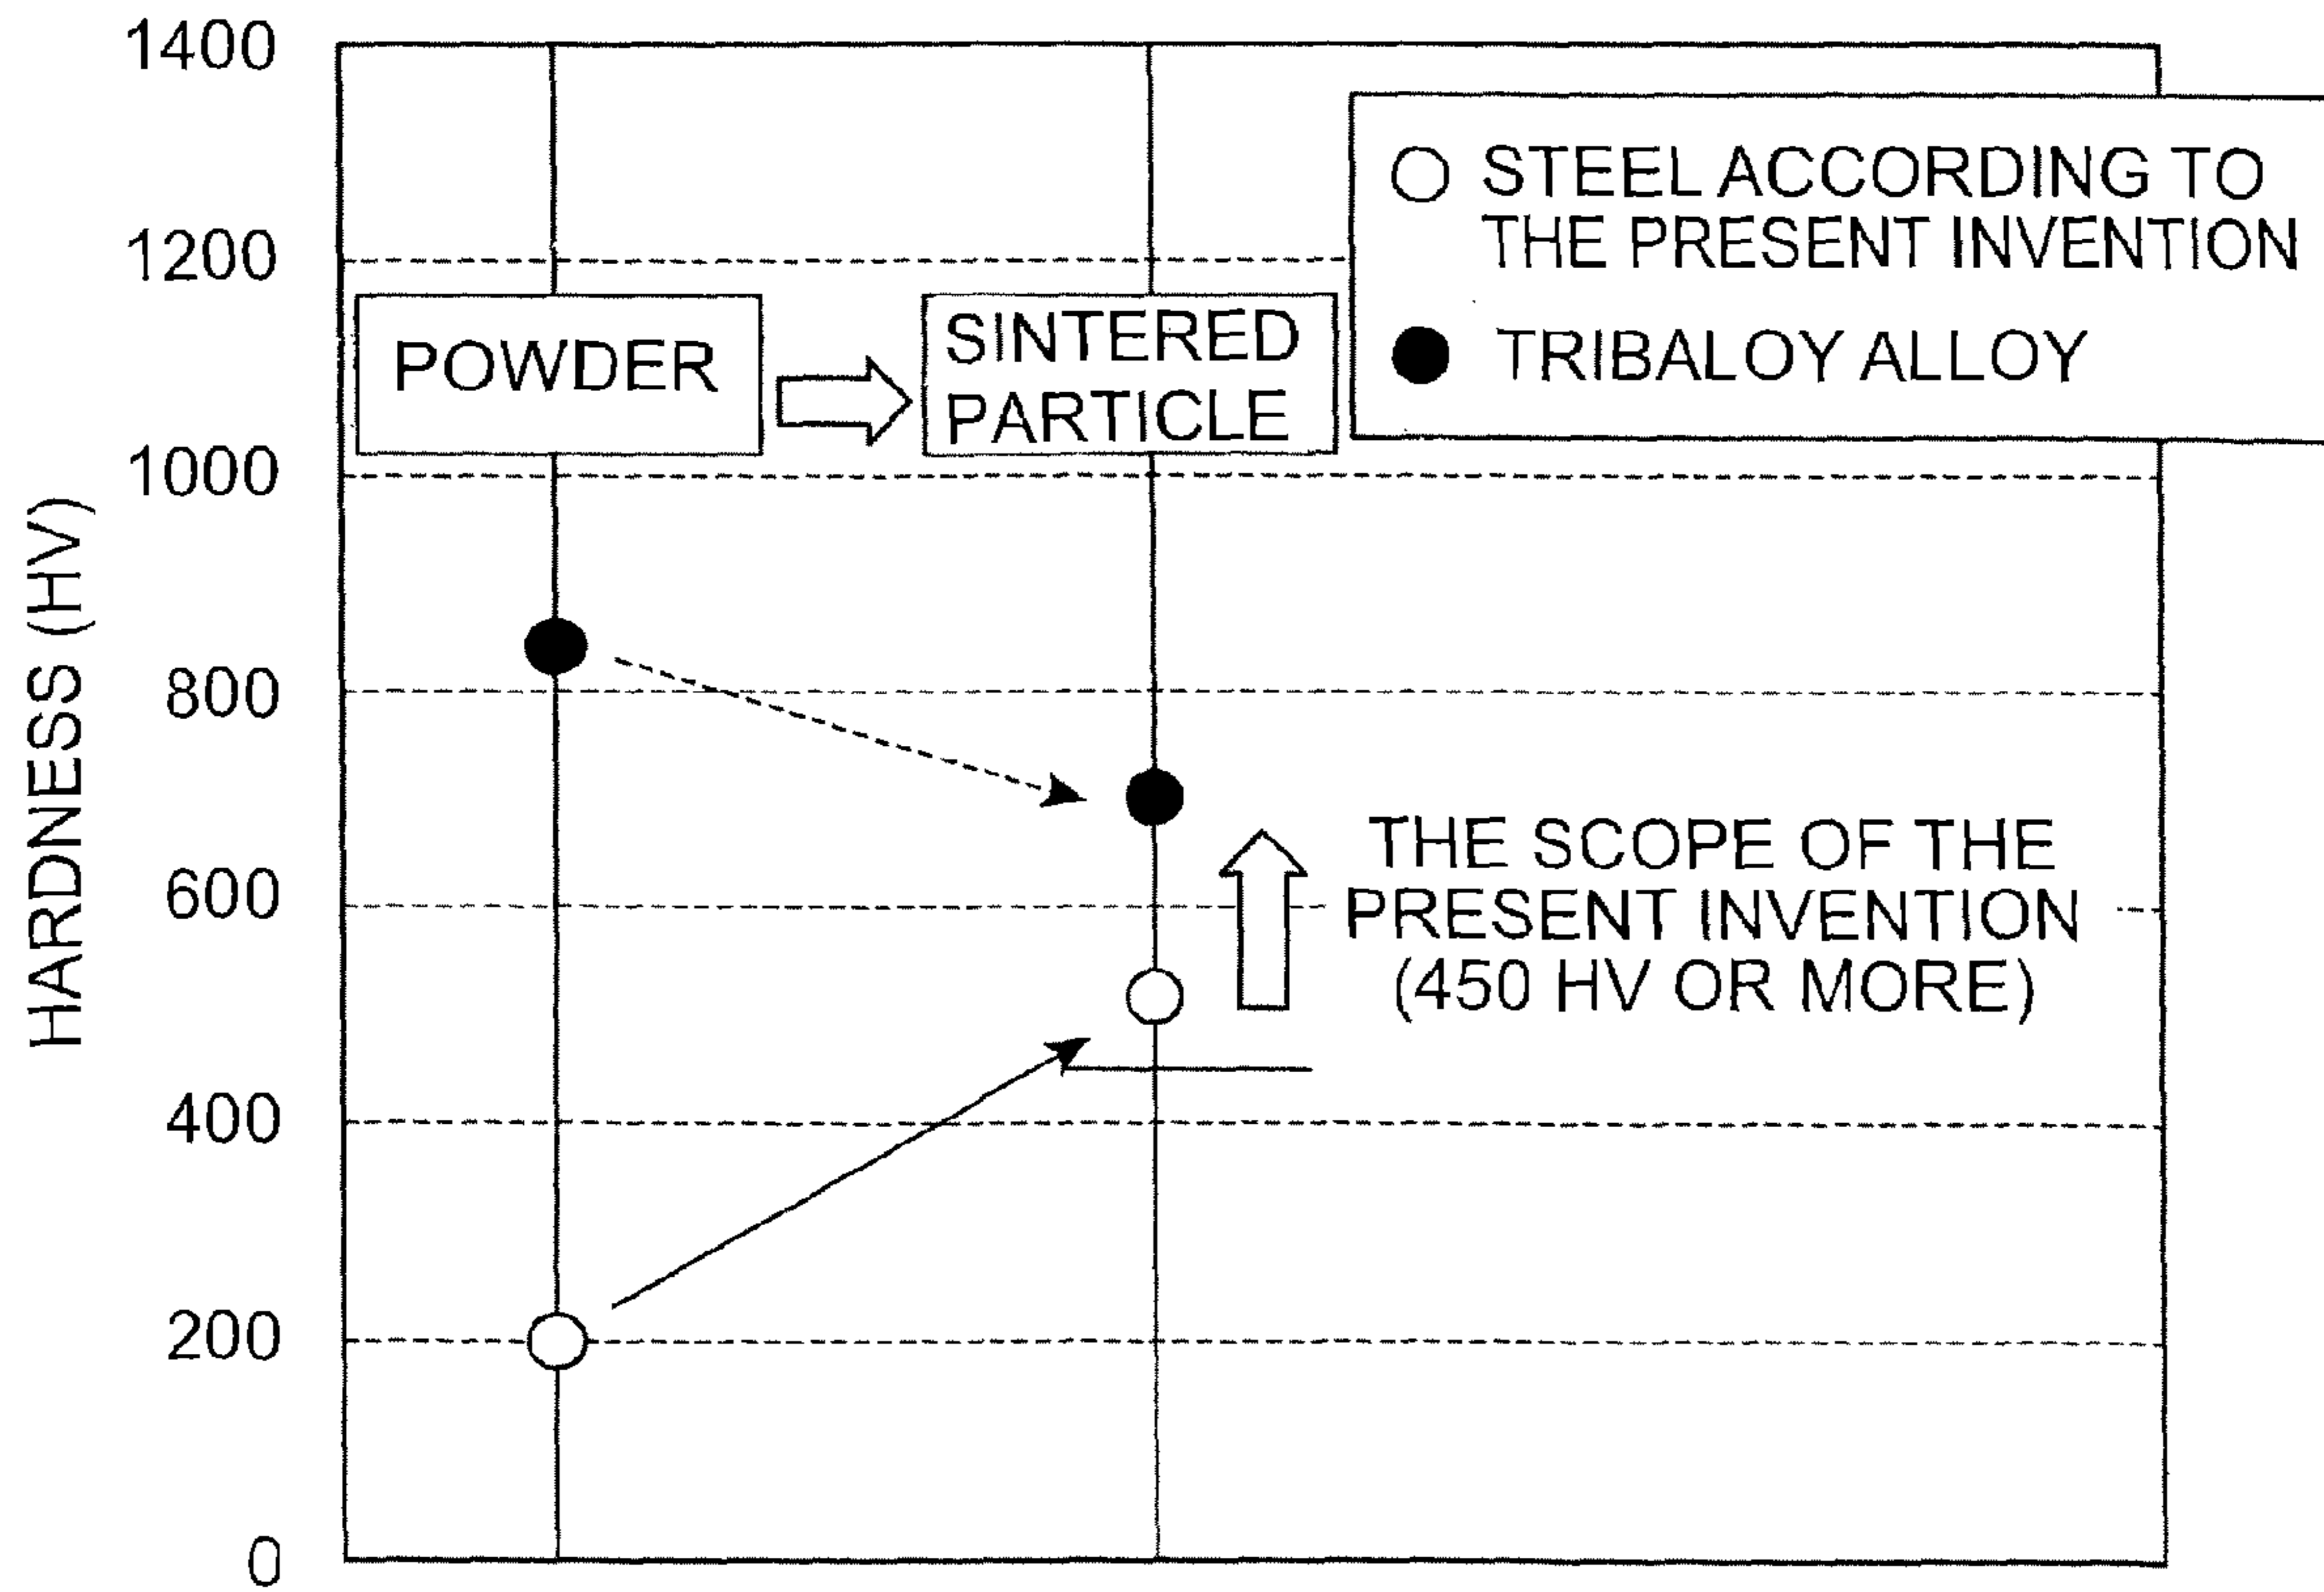 1400
1200
1000
800
600
400
200
0
HARDNESS (HV)
POWDER
SINTERED
PARTICLE
STEEL ACCORDING TO
THE PRESENT INVENTION
TRIBALOY ALLOY
THE SCOPE OF THE
PRESENT INVENTION
(450 HV OR MORE)